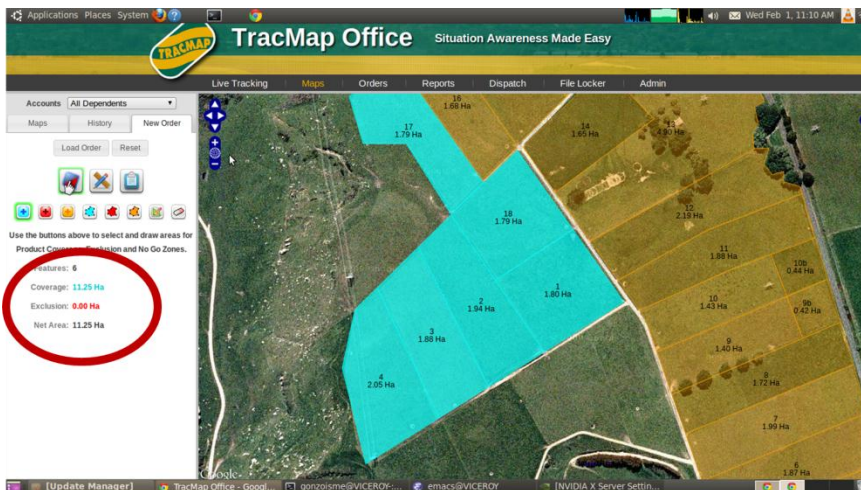 Applications Places System
Wed Feb 1, 11:10 AM
TRACMAP
TracMap Office Situation Awareness Made Easy
Live Tracking Maps Orders Reports Dispatch File Locker Admin
Accounts All Dependents
Maps History New Order
Load Order Reset
Use the buttons above to select and draw areas for
Product Coverage, Exclusion and No Go Zones.
Features: 6
Coverage: 11.25 Ha
Exclusion: 0.00 Ha
Net Area: 11.25 Ha
16
1.68 Ha
17
1.79 Ha
14
1.65 Ha
13
4.90 Ha
12
2.19 Ha
18
1.79 Ha
11
1.88 Ha
10b
0.44 Ha
1
1.80 Ha
2
1.94 Ha
10
1.43 Ha
9b
0.42 Ha
3
1.88 Ha
9
1.40 Ha
4
2.05 Ha
8
1.72 Ha
7
1.99 Ha
6
1.87 Ha
Google
[Update Manager] TracMap Office - Googl... gonzoisme@VICEROY:... emacs@VICEROY [NVIDIA X Server Settin...